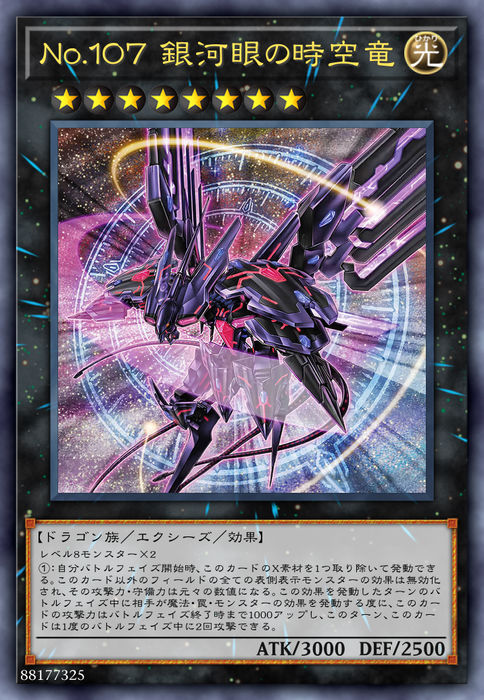 No.107 銀河眼の時空竜
ひかり
光
【ドラゴン族/エクシーズ/効果】
レベル8モンスター×2
①:自分バトルフェイズ開始時、このカードのX素材を1つ取り除いて発動でき
る。このカード以外のフィールドの全ての表側表示モンスターの効果は無効化
され、その攻撃力・守備力は元々の数値になる。この効果を発動したターンのバ
トルフェイズ中に相手が魔法・罠・モンスターの効果を発動する度に、このカー
ドの攻撃力はバトルフェイズ終了時まで1000アップし、このターン、このカー
ドは1度のバトルフェイズ中に2回攻撃できる。
ATK/3000 DEF/2500
88177325